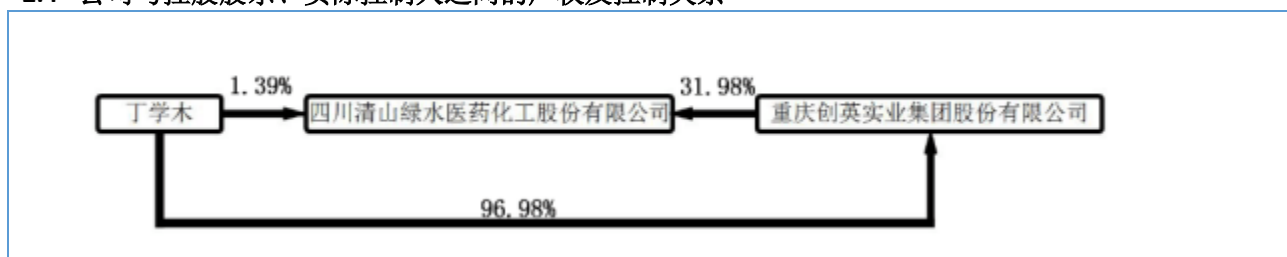 1.39%
31.98%
丁学木
四川清山绿水医药化工股份有限公司
重庆创英实业集团股份有限公司
96.98%